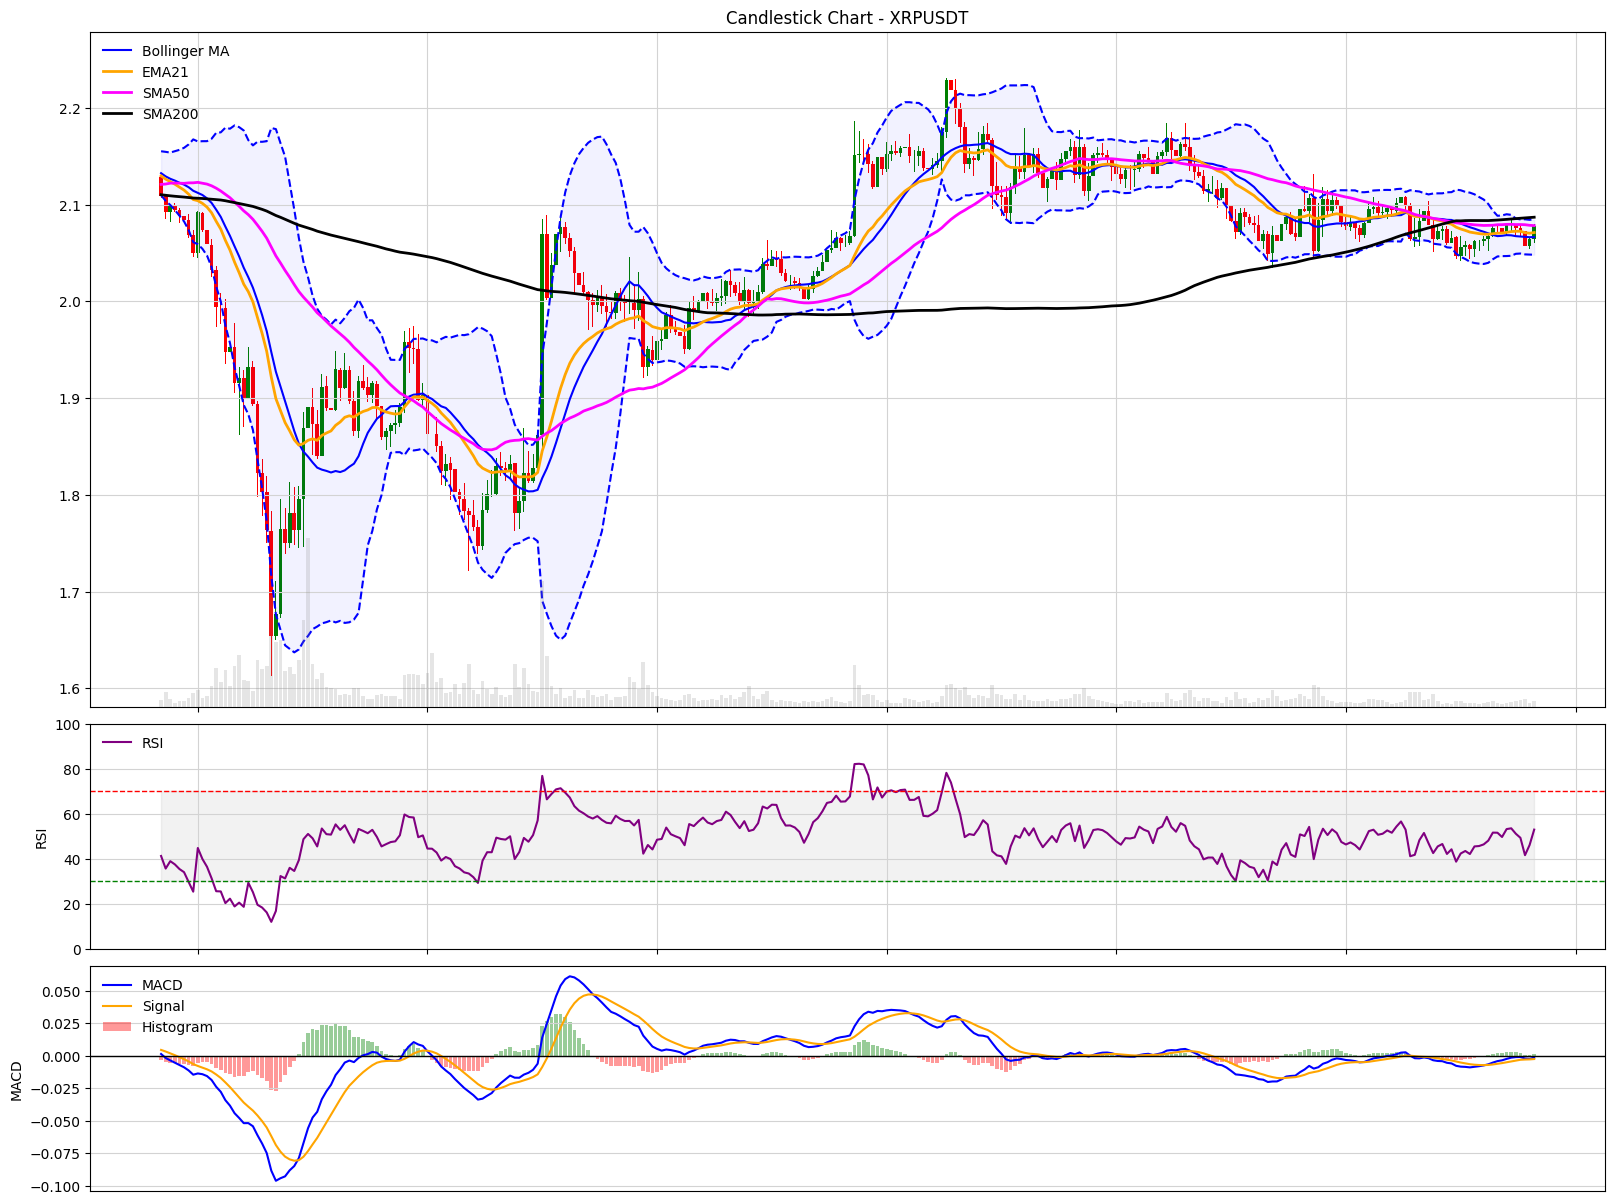 Candlestick Chart - XRPUSDT
Bollinger MA
EMA21
SMA50
SMA200
2.2
2.1
2.0
1.9
1.8
1.7
1.6
100
80
60
40
20
0
RSI
RSI
0.050
0.025
0.000
−0.025
−0.050
−0.075
−0.100
MACD
MACD
Signal
Histogram